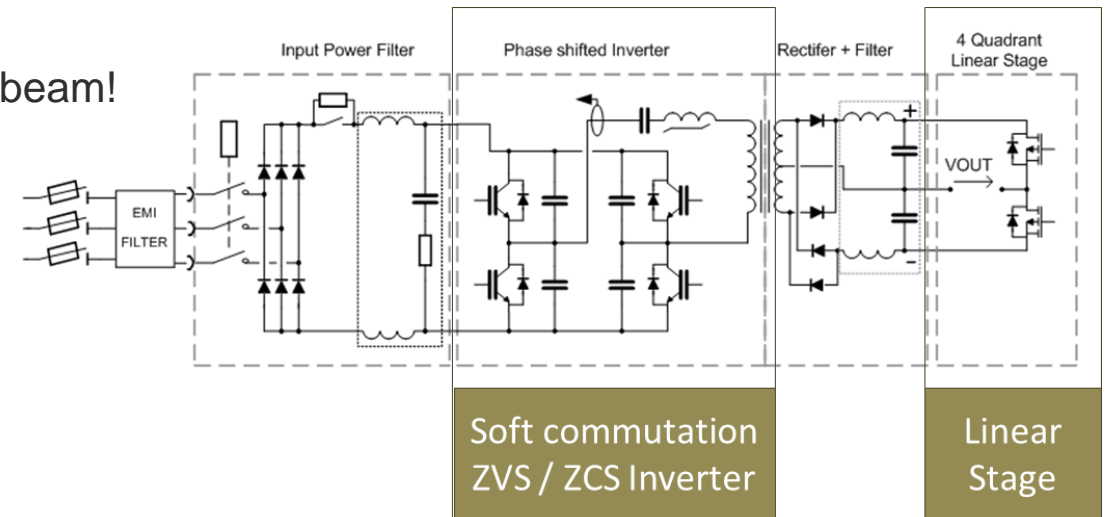 beam!
Input Power Filter
Phase shifted Inverter
Rectifer + Filter
4 Quadrant
Linear Stage
EMI
FILTER
+
VOUT
-
Soft commutation
ZVS / ZCS Inverter
Linear
Stage